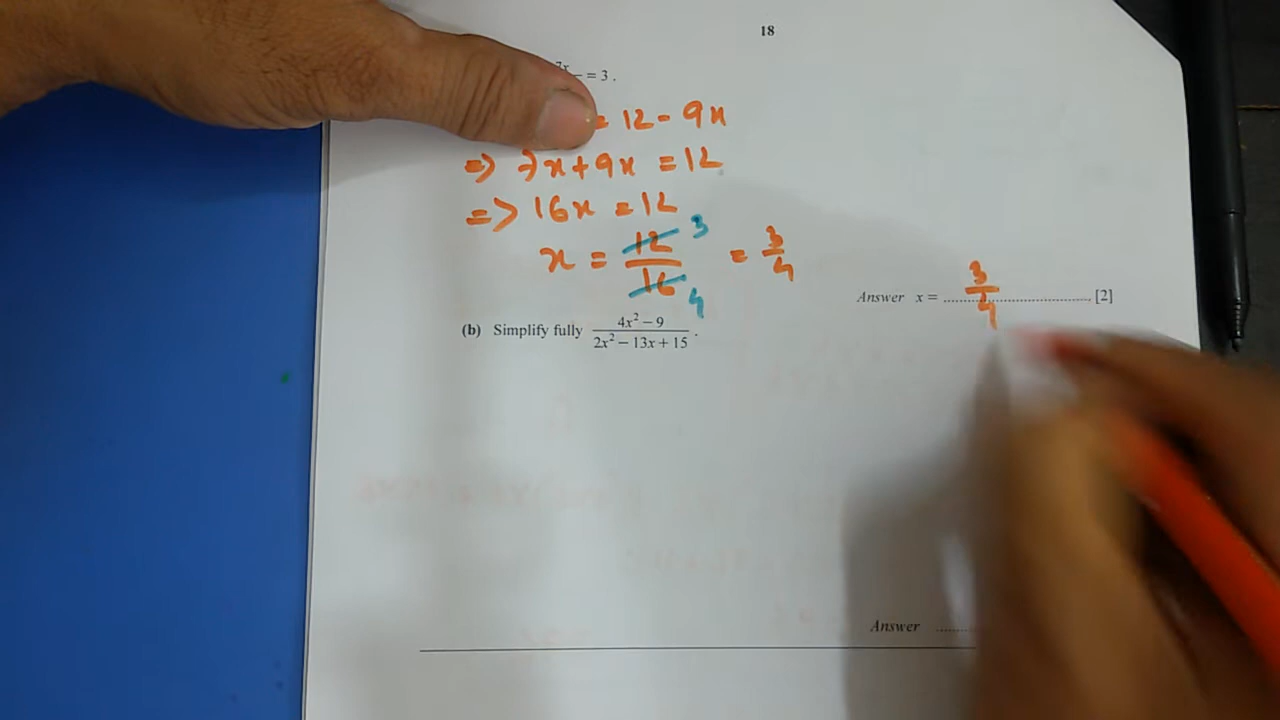 18
= 3 .
= 12 - 9x
=> 7x + 9x = 12
=> 16x = 12
x = 12/16 3 4 = 3/4
Answer x = 3/4 [2]
(b) Simplify fully (4x² − 9)/(2x² − 13x + 15) .
Answer